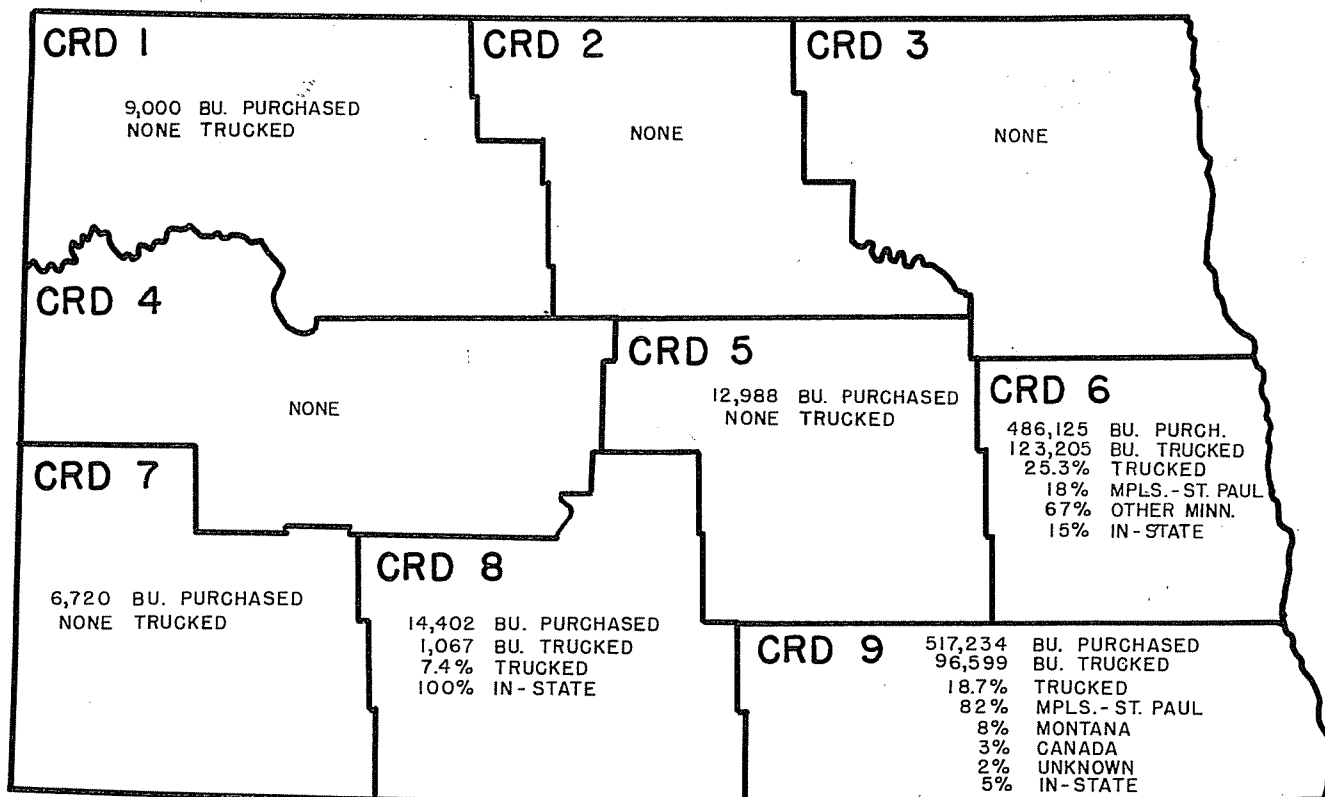 CRD 1
9,000 BU. PURCHASED
NONE TRUCKED
CRD 2
NONE
CRD 3
NONE
CRD 4
NONE
CRD 5
12,988 BU. PURCHASED
NONE TRUCKED
CRD 6
486,125 BU. PURCH.
123,205 BU. TRUCKED
25.3% TRUCKED
18% MPLS.-ST. PAUL
67% OTHER MINN.
15% IN-STATE
CRD 7
6,720 BU. PURCHASED
NONE TRUCKED
CRD 8
14,402 BU. PURCHASED
1,067 BU. TRUCKED
7.4% TRUCKED
100% IN-STATE
CRD 9
517,234 BU. PURCHASED
96,599 BU. TRUCKED
18.7% TRUCKED
82% MPLS.-ST. PAUL
8% MONTANA
3% CANADA
2% UNKNOWN
5% IN-STATE